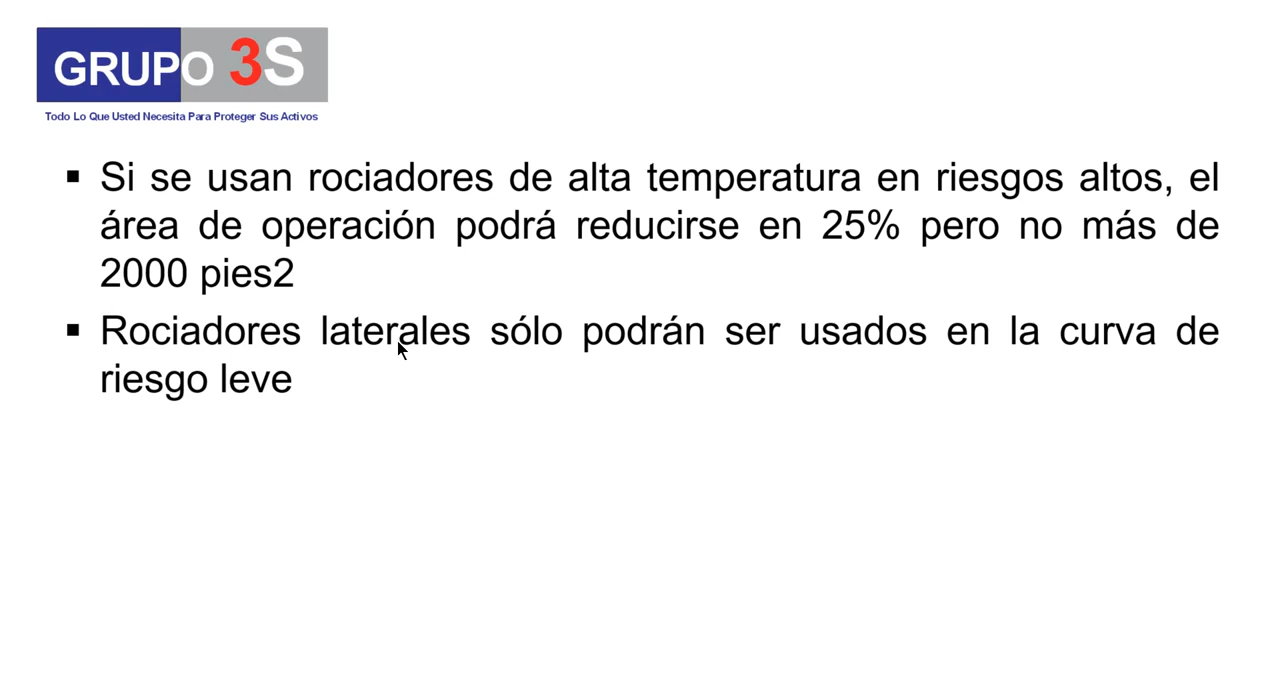 GRUPO 3S
Todo Lo Que Usted Necesita Para Proteger Sus Activos
▪ Si se usan rociadores de alta temperatura en riesgos altos, el
área de operación podrá reducirse en 25% pero no más de
2000 pies2
▪ Rociadores laterales sólo podrán ser usados en la curva de
riesgo leve